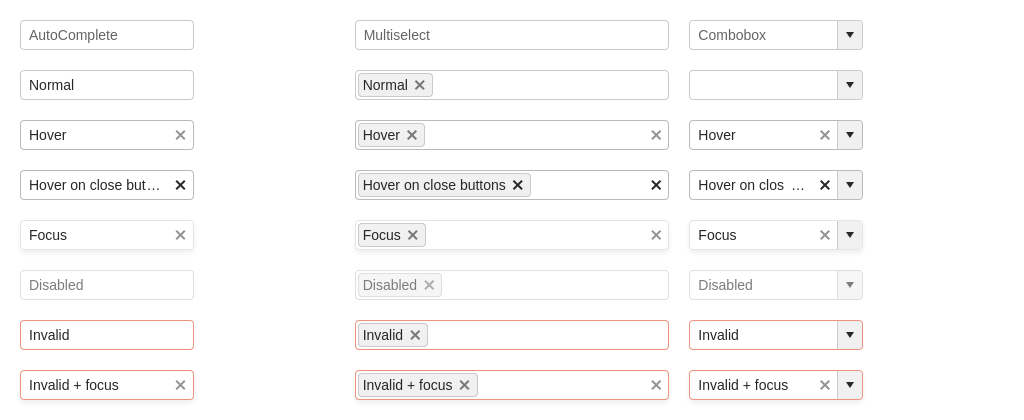 AutoComplete Multiselect Combobox
Normal Normal
Hover Hover Hover
Hover on close but... Hover on close buttons Hover on clos ...
Focus Focus Focus
Disabled Disabled Disabled
Invalid Invalid Invalid
Invalid + focus Invalid + focus Invalid + focus